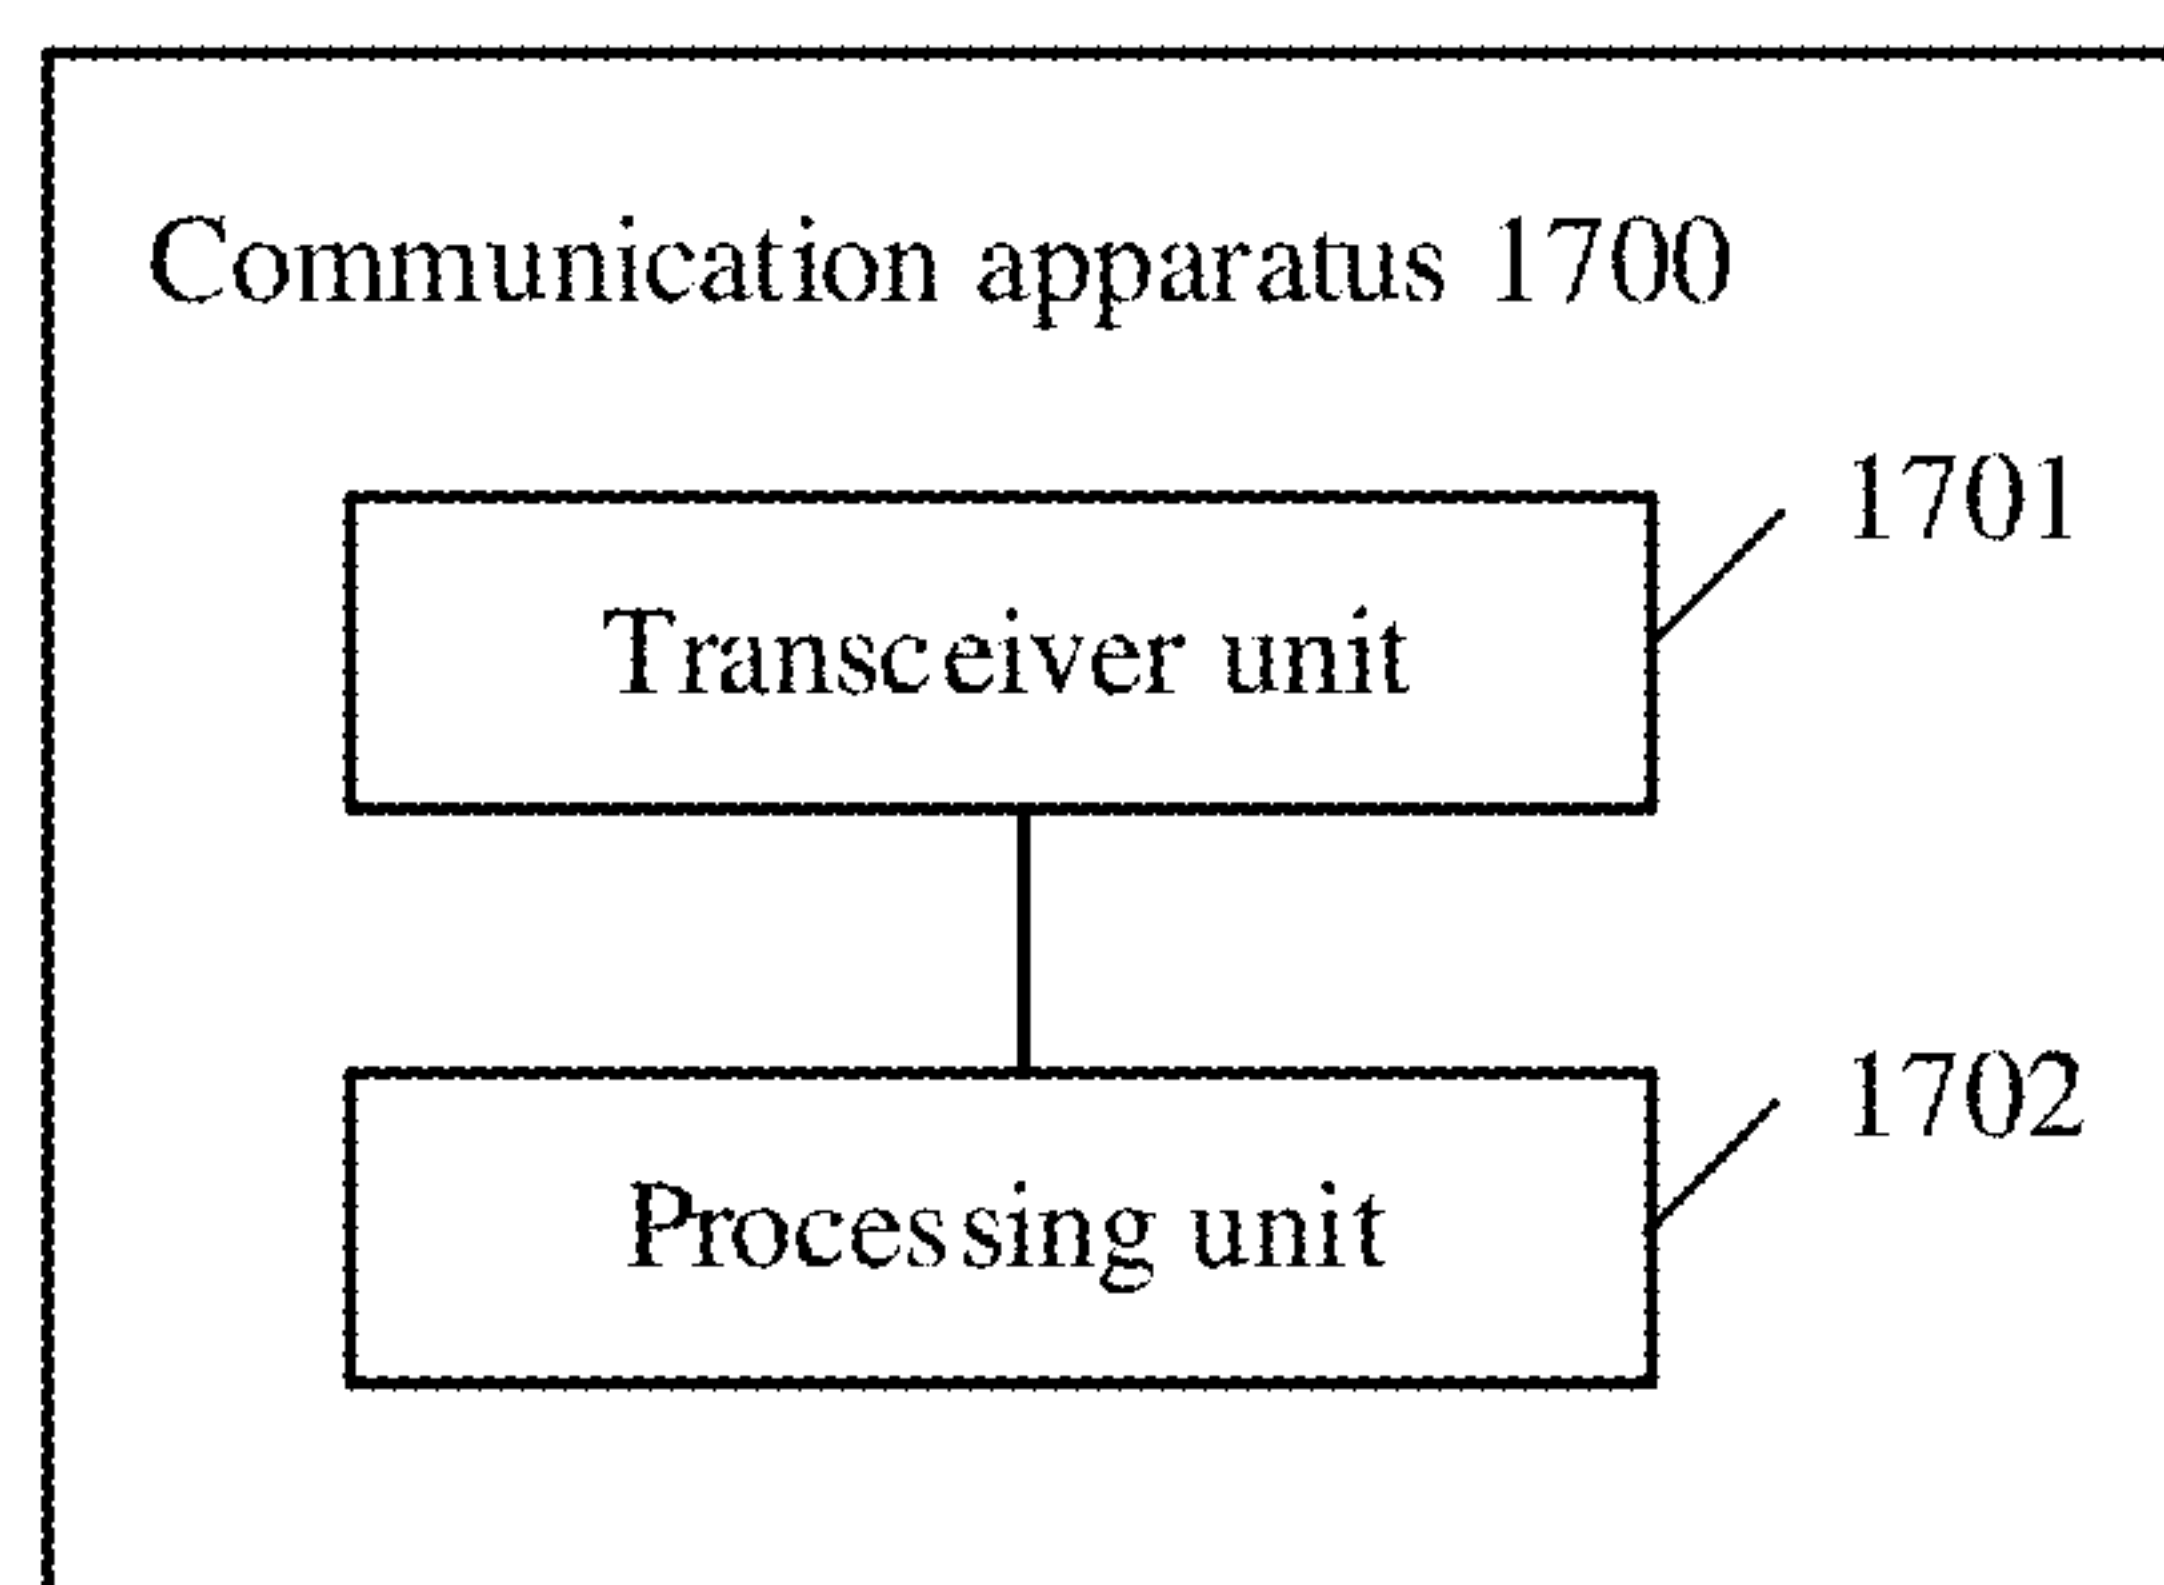 Communication apparatus 1700
1701
Transceiver unit
1702
Processing unit